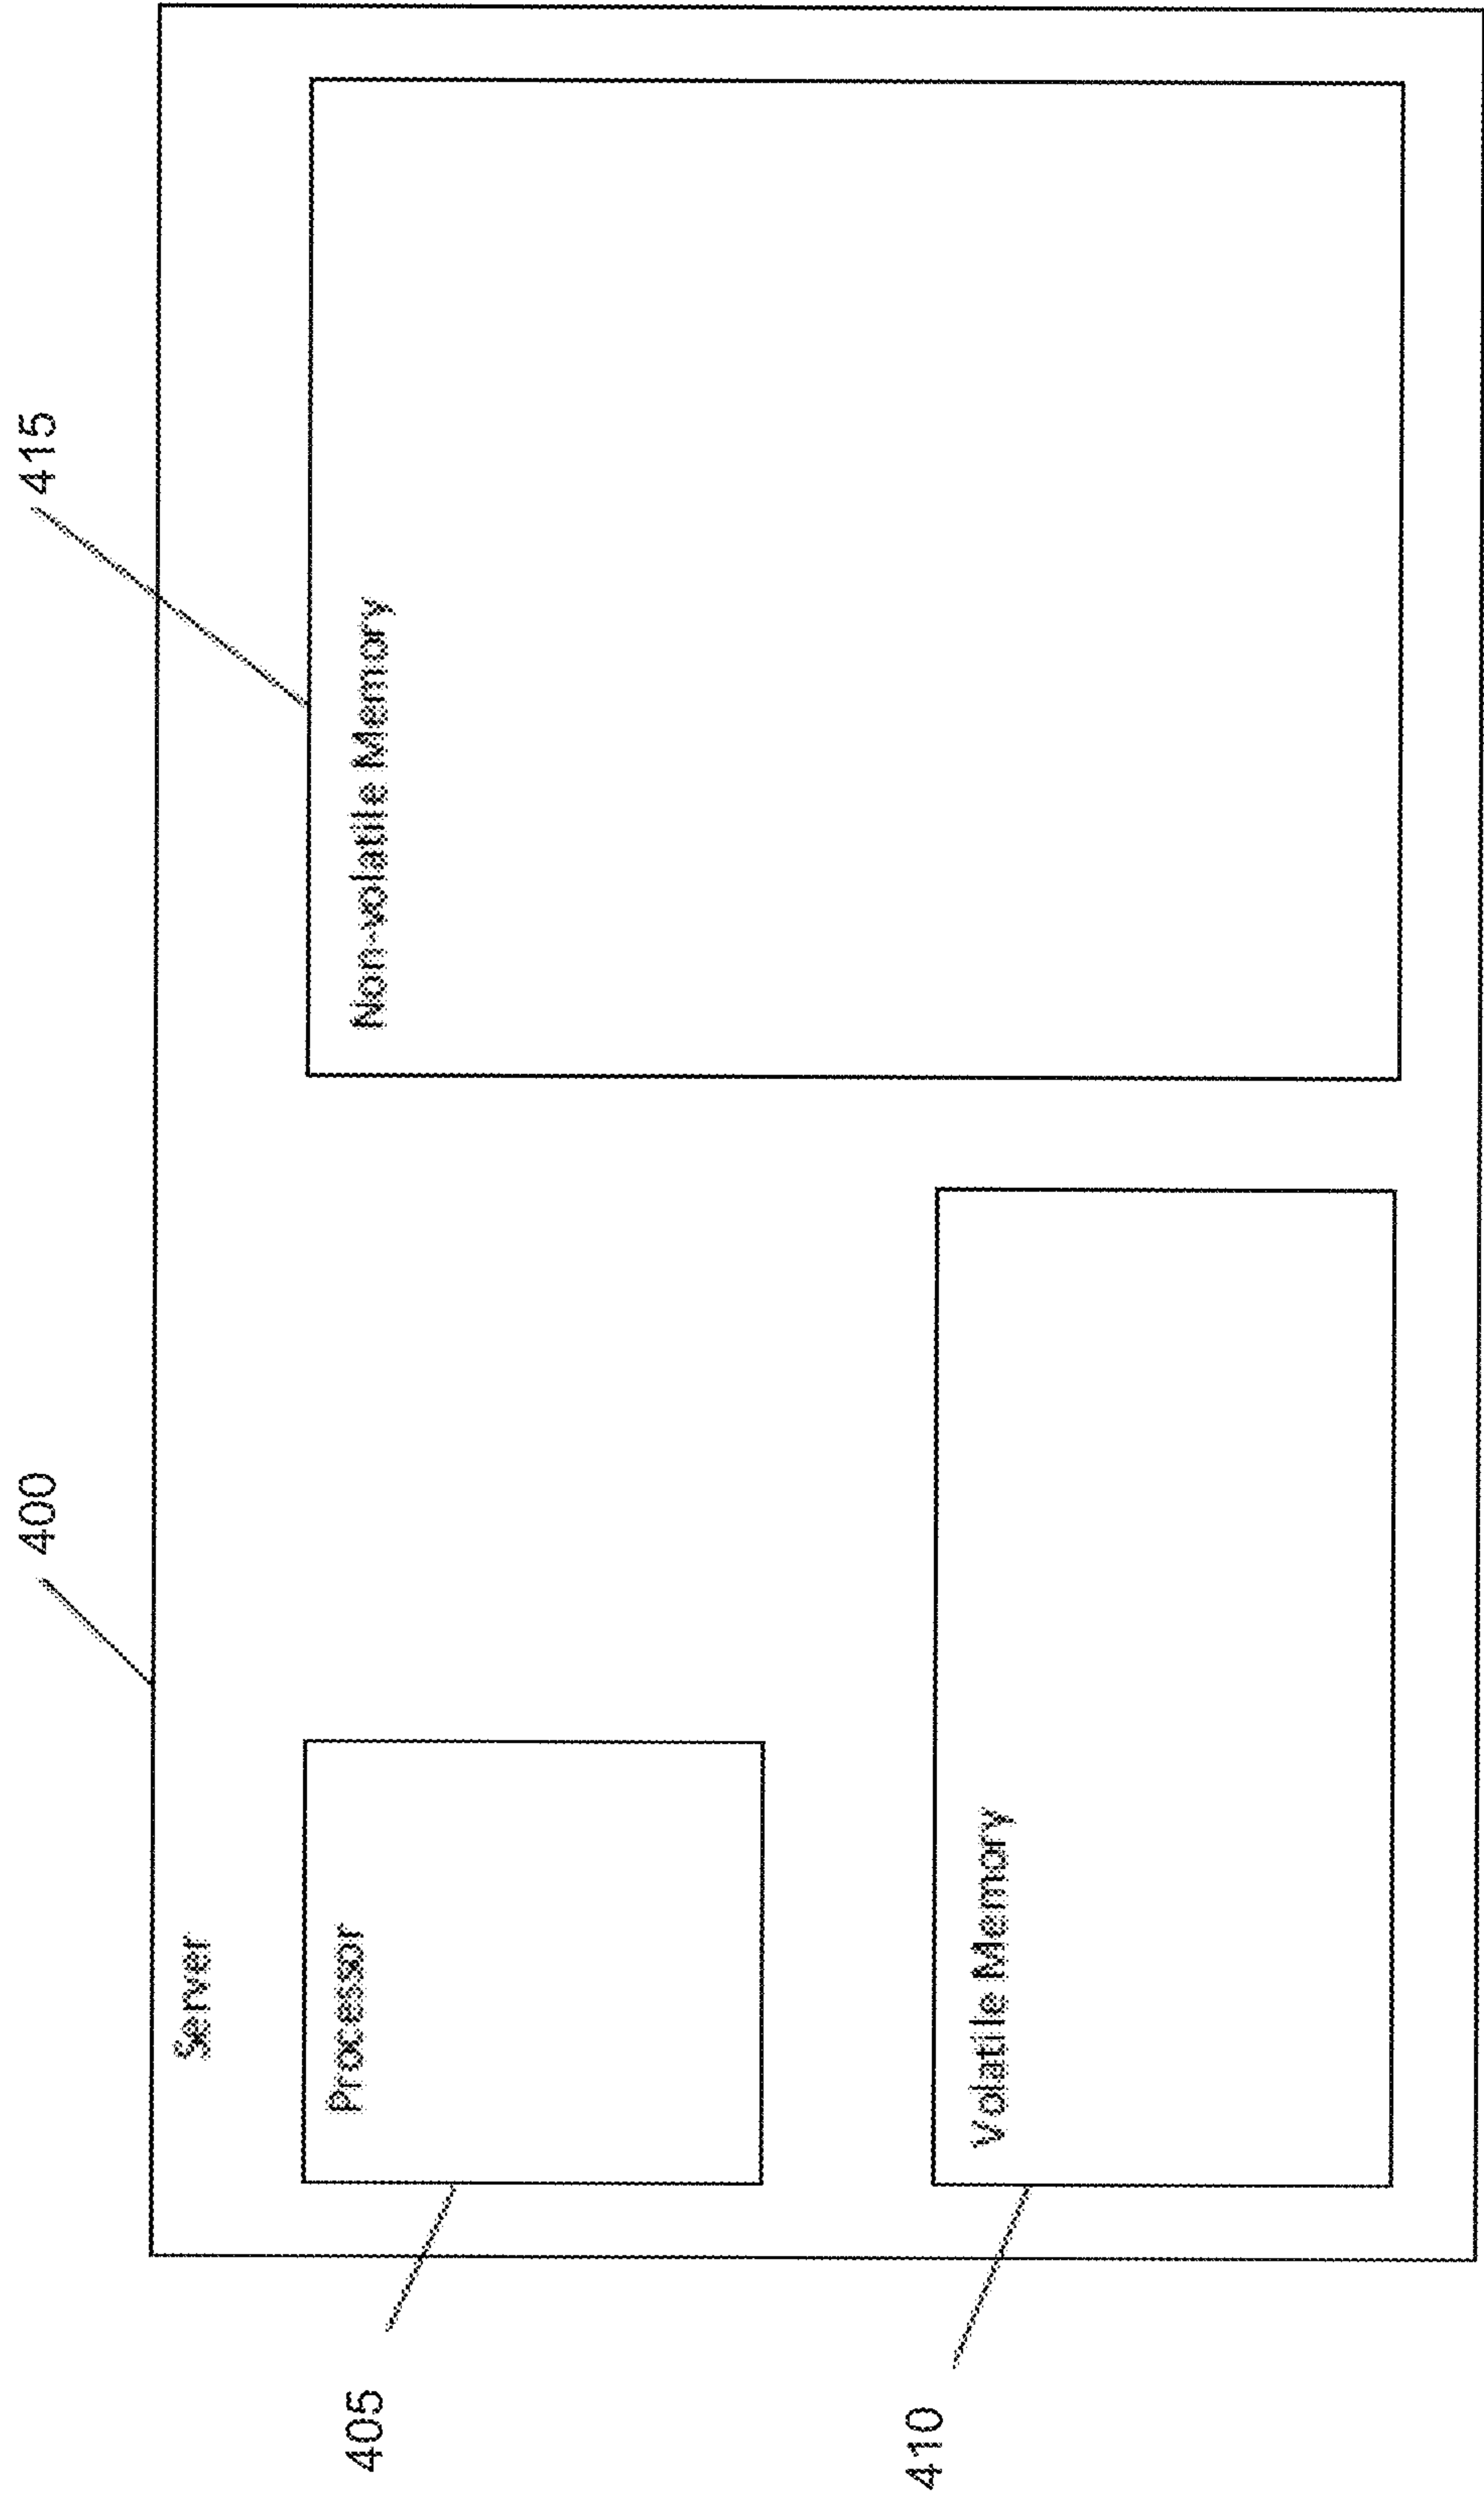 400
415
Server
405
Processor
Non-volatile Memory
410
Volatile Memory